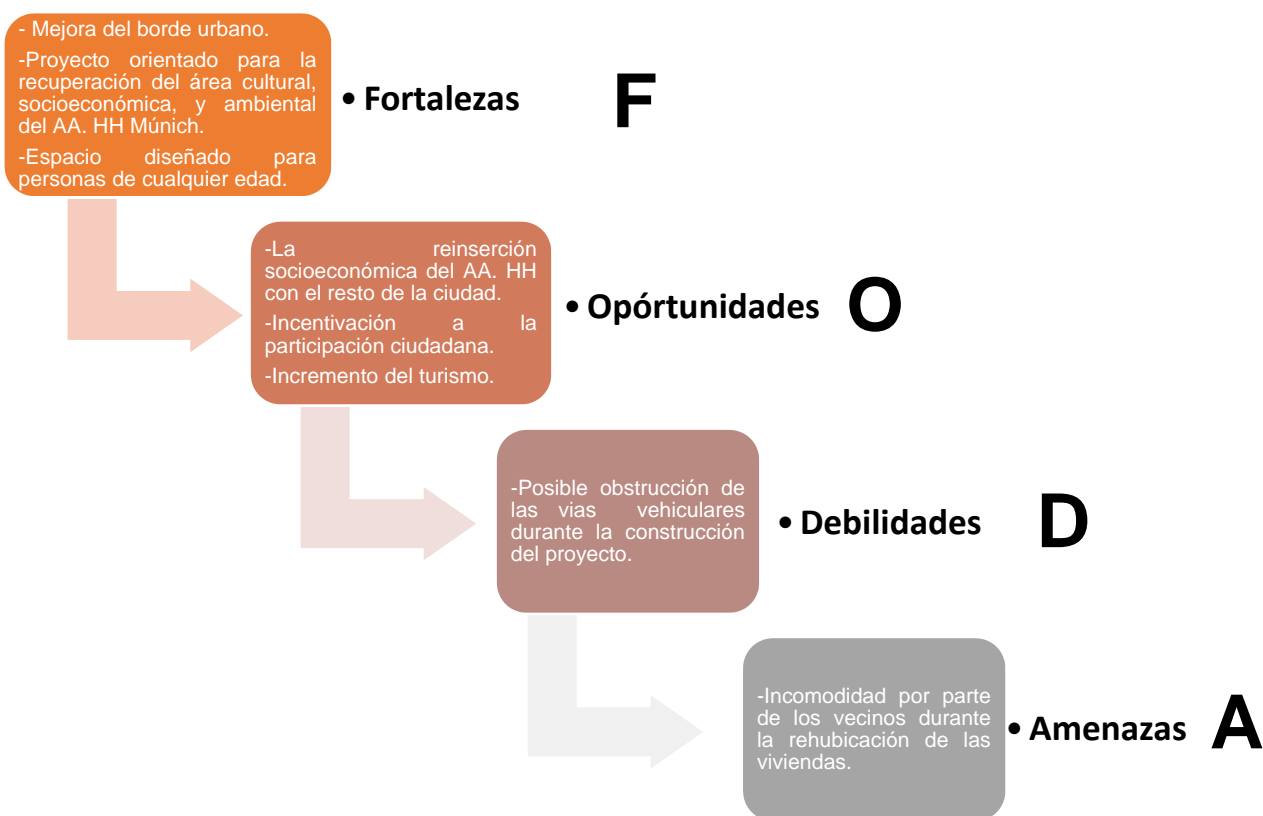 - Mejora del borde urbano.
-Proyecto orientado para la
recuperación del área cultural,
socioeconómica, y ambiental
del AA. HH Múnich.
-Espacio diseñado para
personas de cualquier edad.
• Fortalezas
F
-La reinserción
socioeconómica del AA. HH
con el resto de la ciudad.
-Incentivación a la
participación ciudadana.
-Incremento del turismo.
• Opórtunidades
O
-Posible obstrucción de
las vias vehiculares
durante la construcción
del proyecto.
• Debilidades
D
-Incomodidad por parte
de los vecinos durante
la rehubicación de las
viviendas.
• Amenazas
A